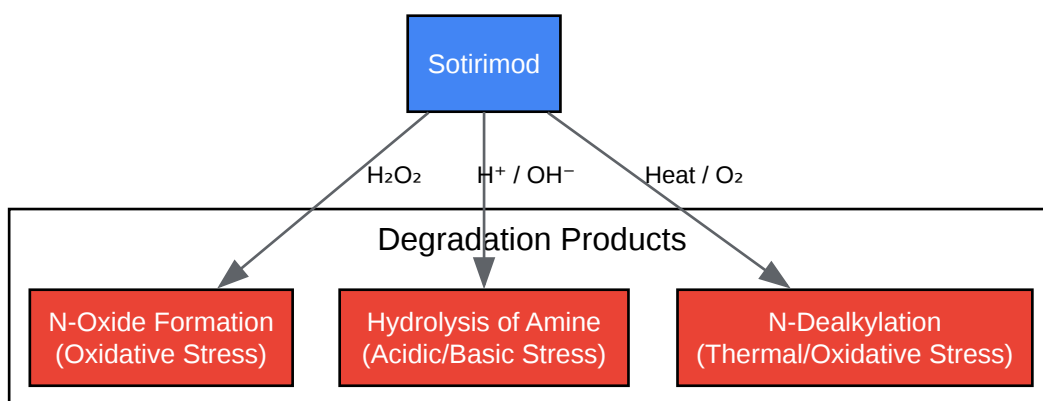 Sotirimod
H₂O₂
H⁺ / OH⁻
Heat / O₂
Degradation Products
N-Oxide Formation
(Oxidative Stress)
Hydrolysis of Amine
(Acidic/Basic Stress)
N-Dealkylation
(Thermal/Oxidative Stress)